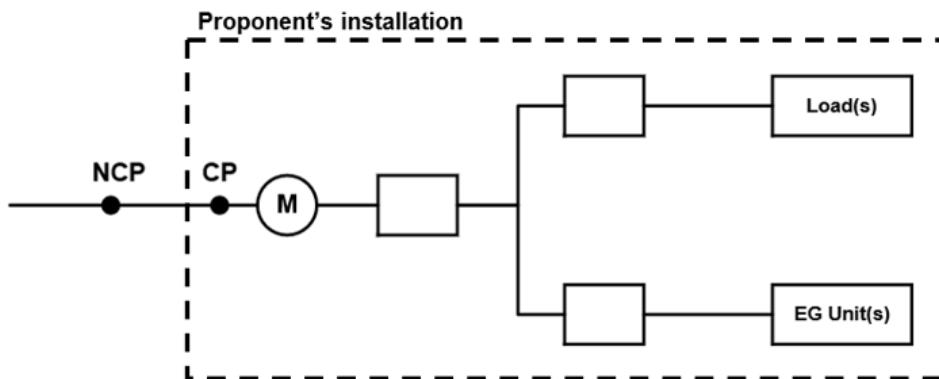 Proponent's installation
Load(s)
NCP
CP
M
EG Unit(s)